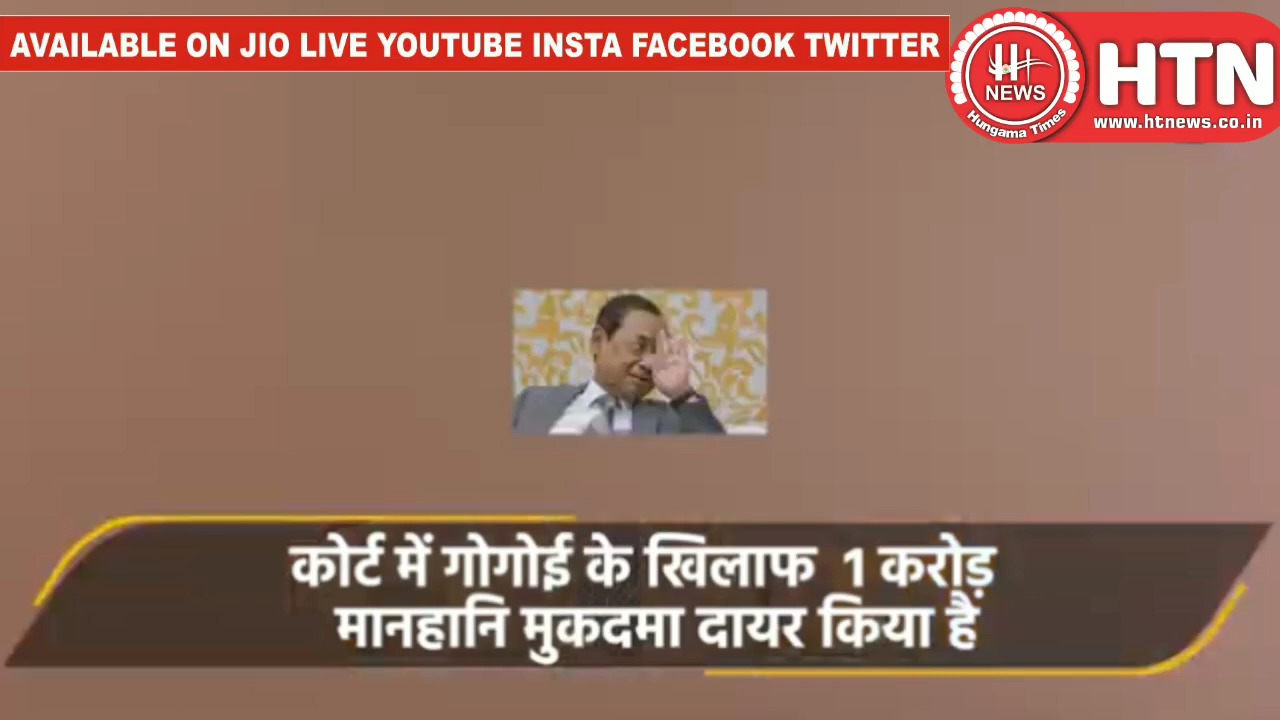 AVAILABLE ON JIO LIVE YOUTUBE INSTA FACEBOOK TWITTER
H
NEWS
Hungama Times
HTN
www.htnews.co.in
कोर्ट में गोगोई के खिलाफ 1 करोड़
मानहानि मुकदमा दायर किया है